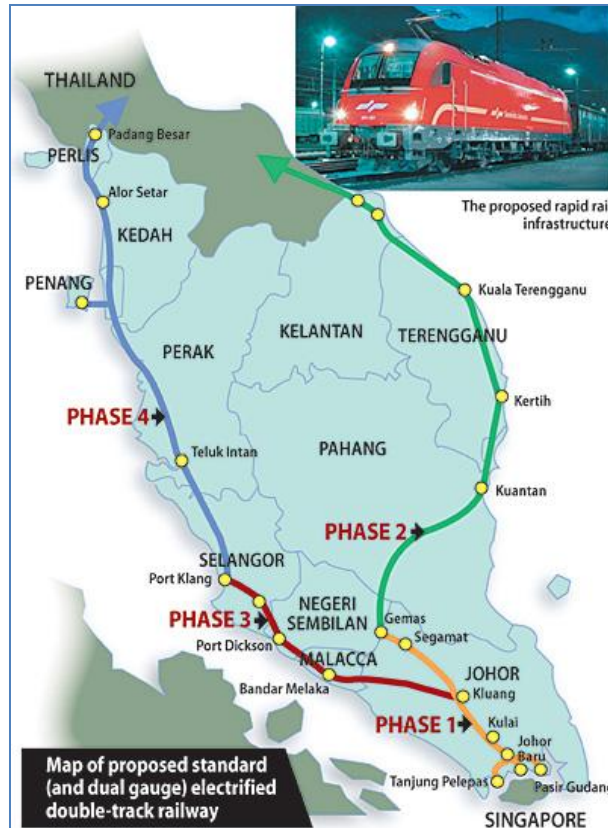 THAILAND
Padang Besar
PERLIS
Alor Setar
KEDAH
The proposed rapid rai
infrastructure
PENANG
Kuala Terengganu
KELANTAN
TERENGGANU
PERAK
Kertih
PHASE 4
PAHANG
Teluk Intan
Kuantan
PHASE 2
SELANGOR
Port Klang
NEGERI
SEMBILAN
PHASE 3
Gemas
Segamat
Port Dickson
MALACCA
JOHOR
Kluang
Bandar Melaka
PHASE 1
Kulai
Johor
Baru
Map of proposed standard
(and dual gauge) electrified
double-track railway
Tanjung Pelepas
Pasir Gudang
SINGAPORE